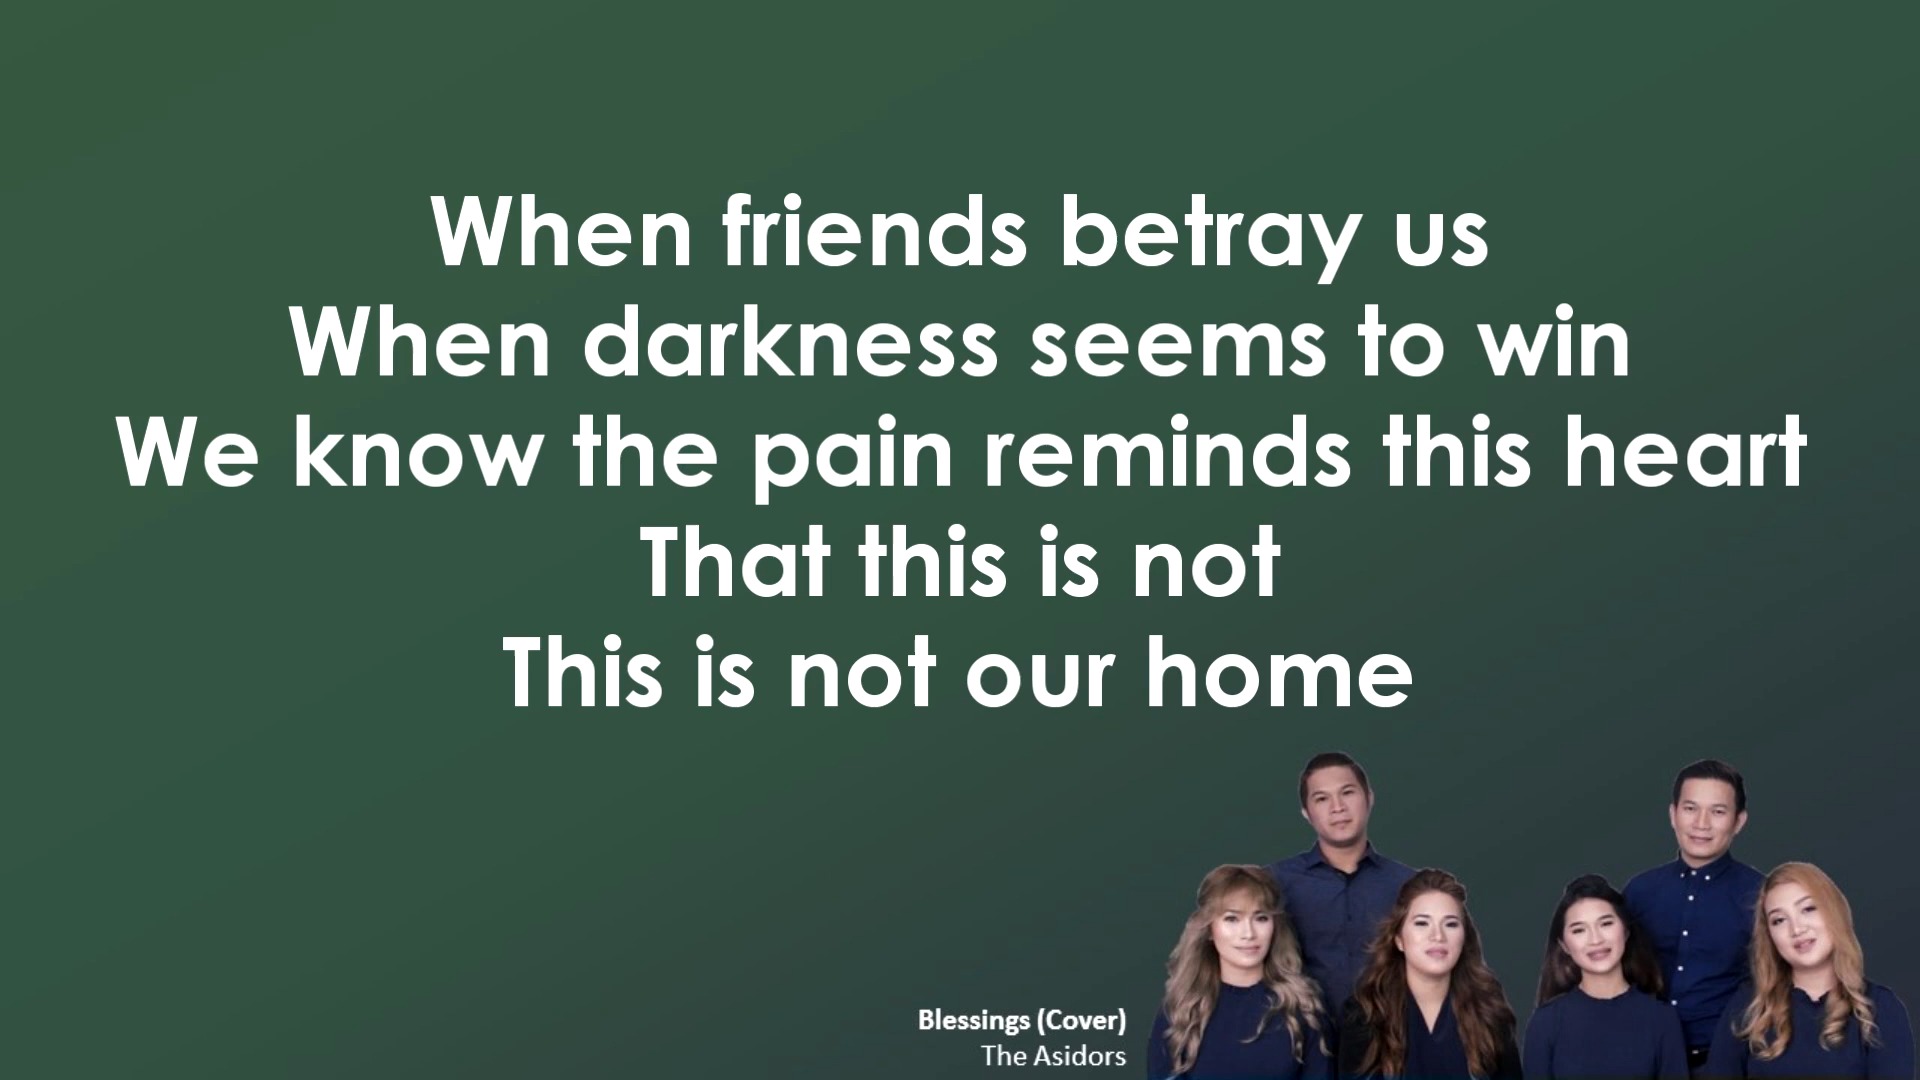 When friends betray us
When darkness seems to win
We know the pain reminds this heart
That this is not
This is not our home
Blessings (Cover)
The Asidors